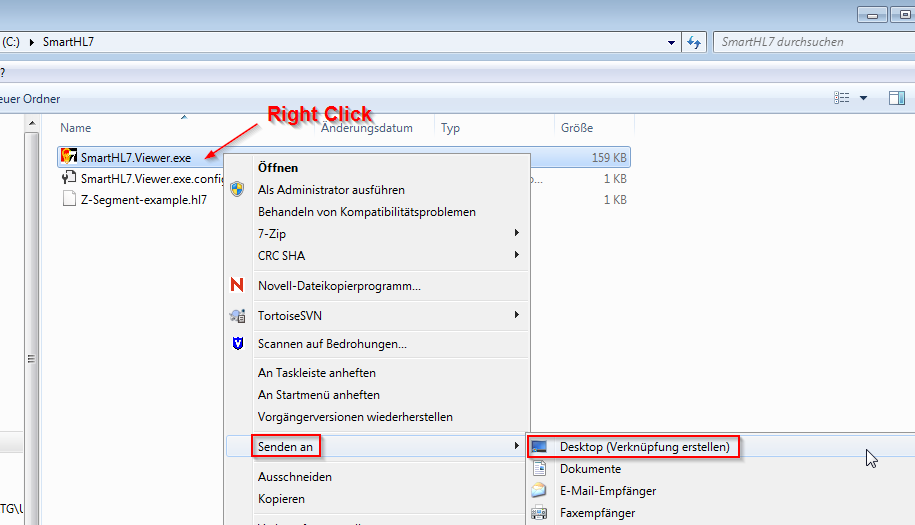 (C:) SmartHL7 SmartHL7 durchsuchen
?
euer Ordner
Right Click
Name Änderungsdatum Typ Größe
SmartHL7.Viewer.exe 159 KB
SmartHL7.Viewer.exe.config 1 KB
Z-Segment-example.hl7 1 KB
Öffnen
Als Administrator ausführen
Behandeln von Kompatibilitätsproblemen
7-Zip
CRC SHA
Novell-Dateikopierprogramm...
TortoiseSVN
Scannen auf Bedrohungen...
An Taskleiste anheften
An Startmenü anheften
Vorgängerversionen wiederherstellen
Senden an
Desktop (Verknüpfung erstellen)
Dokumente
E-Mail-Empfänger
Faxempfänger
Ausschneiden
Kopieren
TG\U